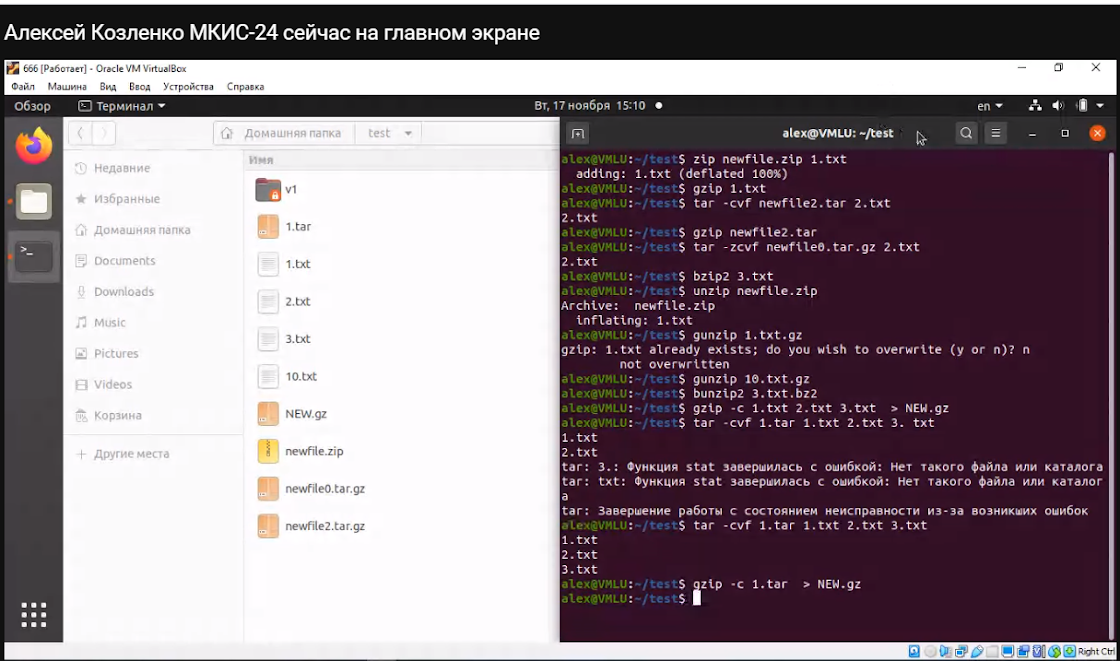 Алексей Козленко МКИС-24 сейчас на главном экране
666 [Работает] - Oracle VM VirtualBox
Файл Машина Вид Ввод Устройства Справка
Обзор Терминал Вт, 17 ноября 15:10 en
Домашняя папка test
alex@VMLU: ~/test
Недавние
Избранные
Домашняя папка
Documents
Downloads
Music
Pictures
Videos
Корзина
+ Другие места
Имя
v1
1.tar
1.txt
2.txt
3.txt
10.txt
NEW.gz
newfile.zip
newfile0.tar.gz
newfile2.tar.gz
alex@VMLU:~/test$ zip newfile.zip 1.txt
adding: 1.txt (deflated 100%)
alex@VMLU:~/test$ gzip 1.txt
alex@VMLU:~/test$ tar -cvf newfile2.tar 2.txt
2.txt
alex@VMLU:~/test$ gzip newfile2.tar
alex@VMLU:~/test$ tar -zcvf newfile0.tar.gz 2.txt
2.txt
alex@VMLU:~/test$ bzip2 3.txt
alex@VMLU:~/test$ unzip newfile.zip
Archive: newfile.zip
inflating: 1.txt
alex@VMLU:~/test$ gunzip 1.txt.gz
gzip: 1.txt already exists; do you wish to overwrite (y or n)? n
not overwritten
alex@VMLU:~/test$ gunzip 10.txt.gz
alex@VMLU:~/test$ bunzip2 3.txt.bz2
alex@VMLU:~/test$ gzip -c 1.txt 2.txt 3.txt > NEW.gz
alex@VMLU:~/test$ tar -cvf 1.tar 1.txt 2.txt 3. txt
1.txt
2.txt
tar: 3.: Функция stat завершилась с ошибкой: Нет такого файла или каталога
tar: txt: Функция stat завершилась с ошибкой: Нет такого файла или каталог
а
tar: Завершение работы с состоянием неисправности из-за возникших ошибок
alex@VMLU:~/test$ tar -cvf 1.tar 1.txt 2.txt 3.txt
1.txt
2.txt
3.txt
alex@VMLU:~/test$ gzip -c 1.tar > NEW.gz
alex@VMLU:~/test$
Right Ctrl